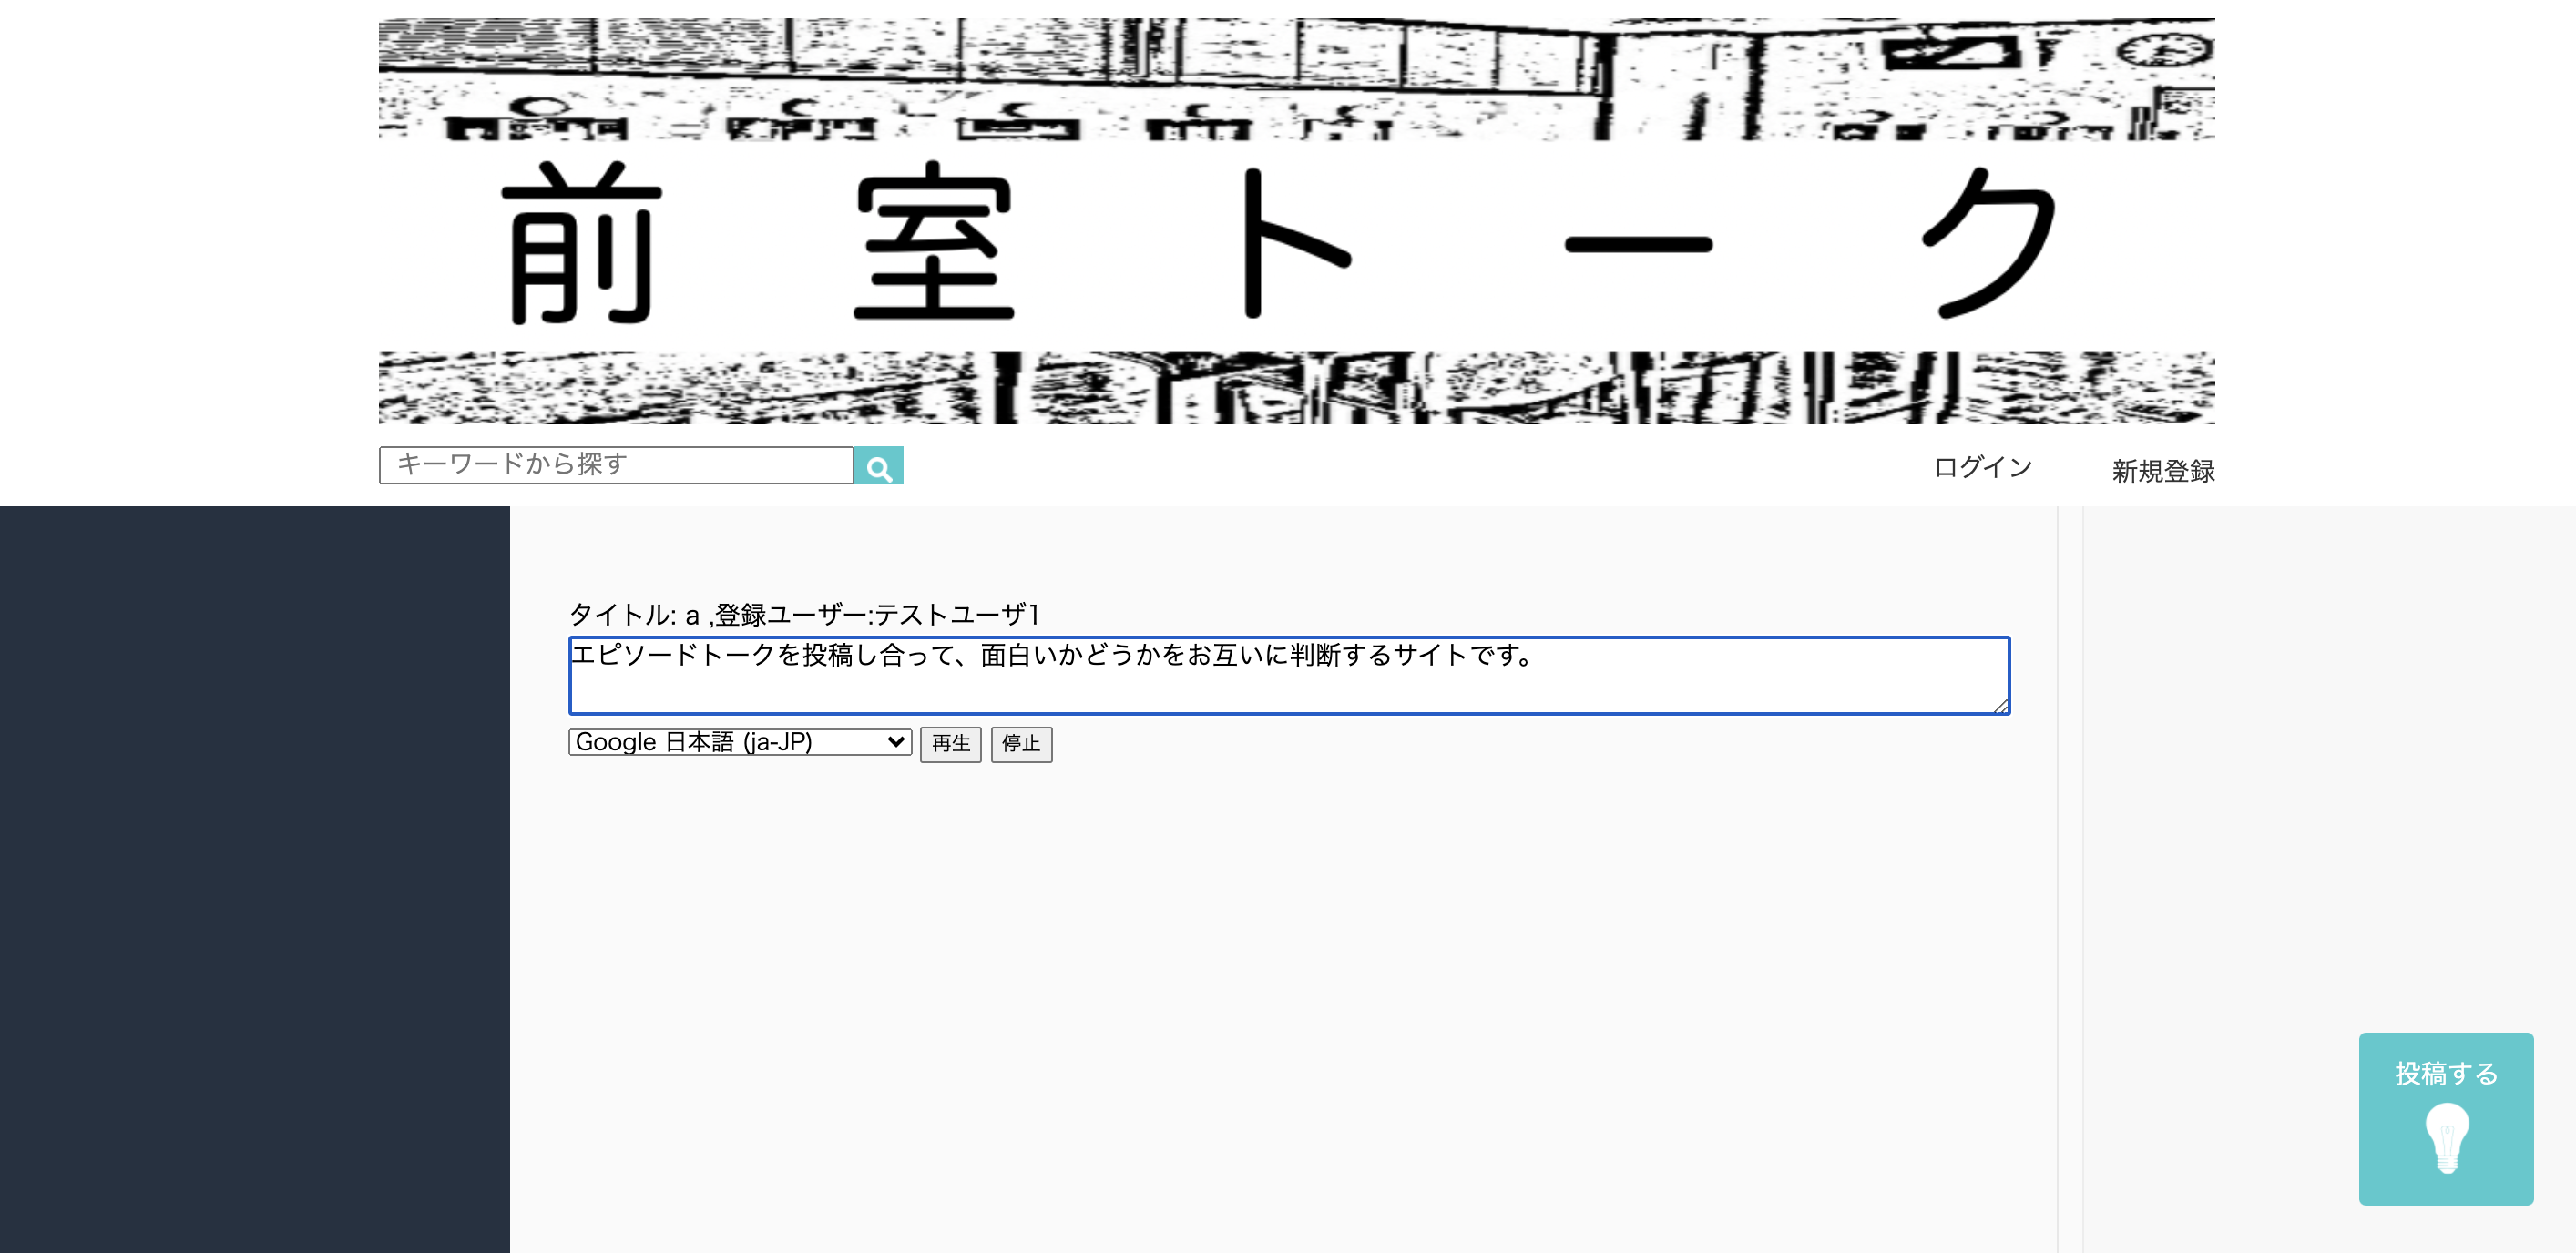 前室トーク
キーワードから探す
ログイン
新規登録
タイトル: a ,登録ユーザー:テストユーザ1
エピソードトークを投稿し合って、面白いかどうかをお互いに判断するサイトです。
Google 日本語 (ja-JP)
再生
停止
投稿する